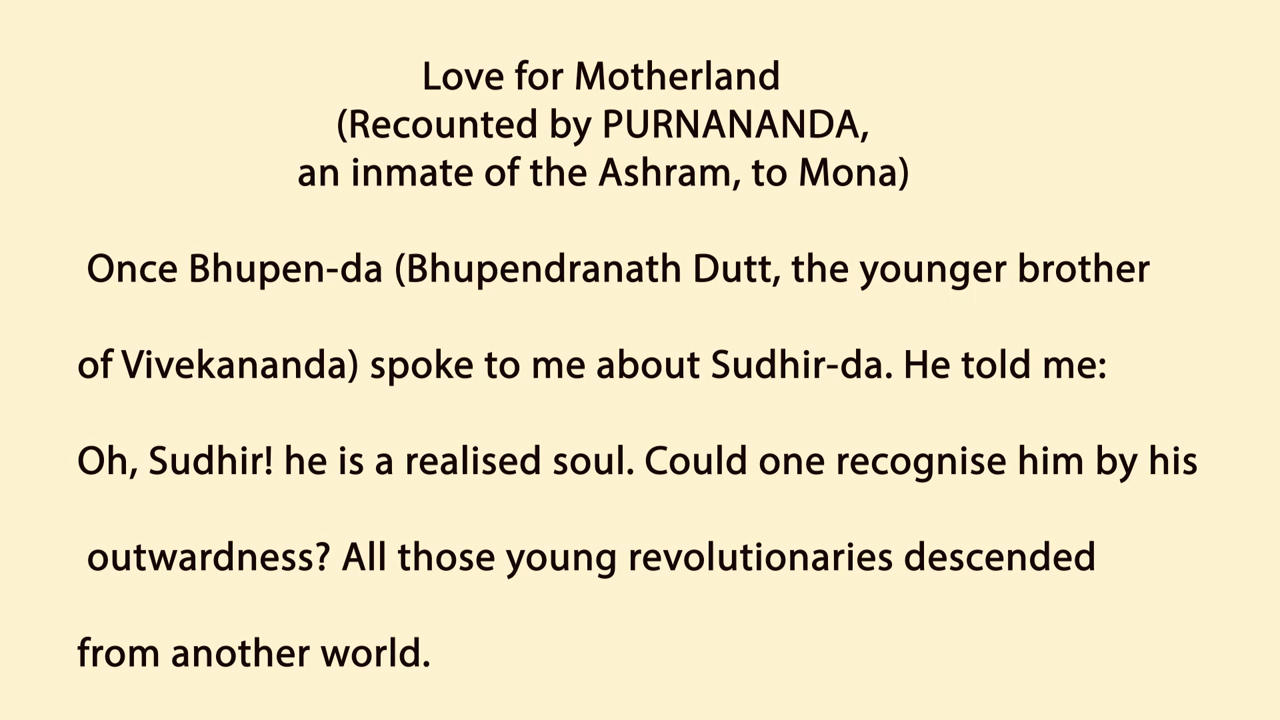 Love for Motherland
(Recounted by PURNANANDA,
an inmate of the Ashram, to Mona)
Once Bhupen-da (Bhupendranath Dutt, the younger brother
of Vivekananda) spoke to me about Sudhir-da. He told me:
Oh, Sudhir! he is a realised soul. Could one recognise him by his
outwardness? All those young revolutionaries descended
from another world.